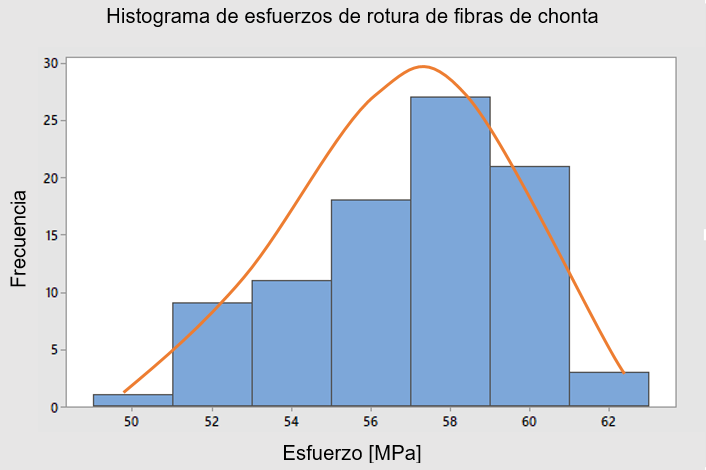 Histograma de esfuerzos de rotura de fibras de chonta
30
25
20
15
10
5
0
Frecuencia
50 52 54 56 58 60 62
Esfuerzo [MPa]